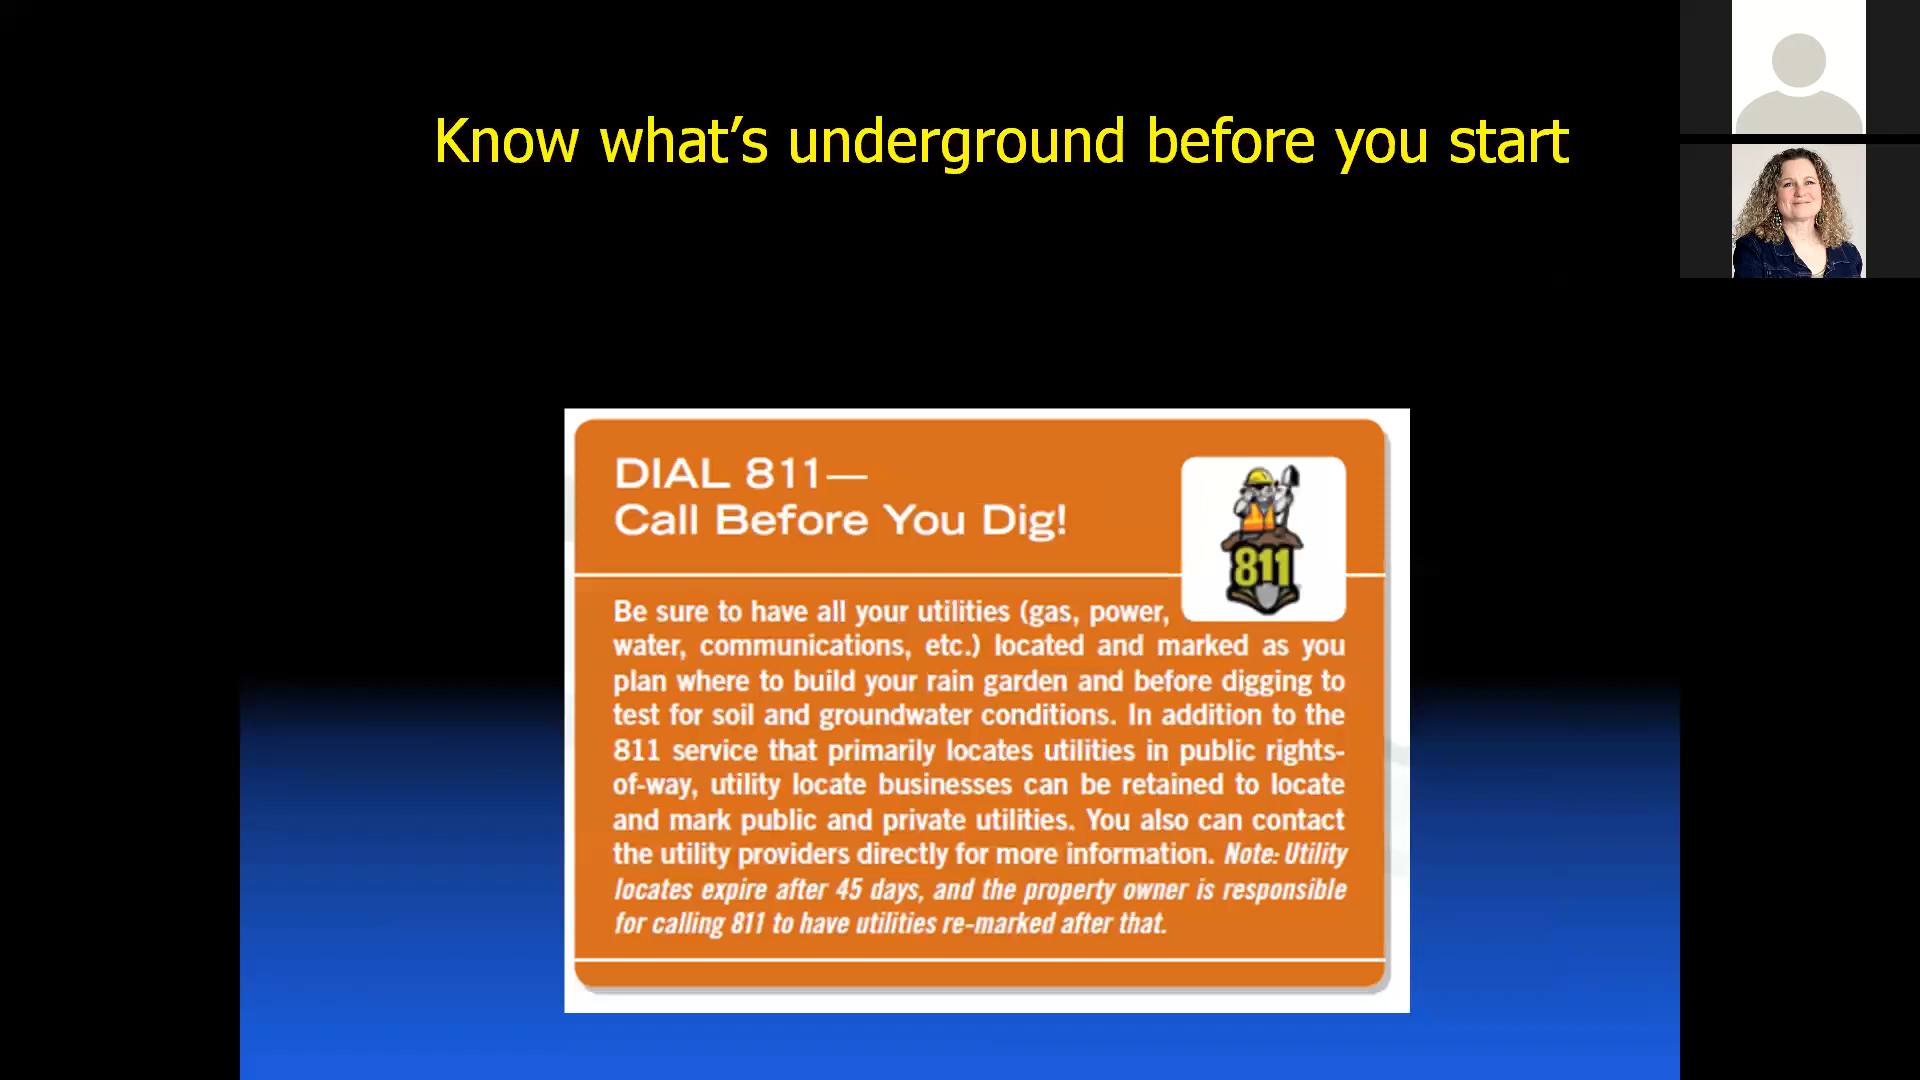 Know what’s underground before you start
DIAL 811—
Call Before You Dig!
811
Be sure to have all your utilities (gas, power,
water, communications, etc.) located and marked as you
plan where to build your rain garden and before digging to
test for soil and groundwater conditions. In addition to the
811 service that primarily locates utilities in public rights-
of-way, utility locate businesses can be retained to locate
and mark public and private utilities. You also can contact
the utility providers directly for more information. Note: Utility
locates expire after 45 days, and the property owner is responsible
for calling 811 to have utilities re-marked after that.